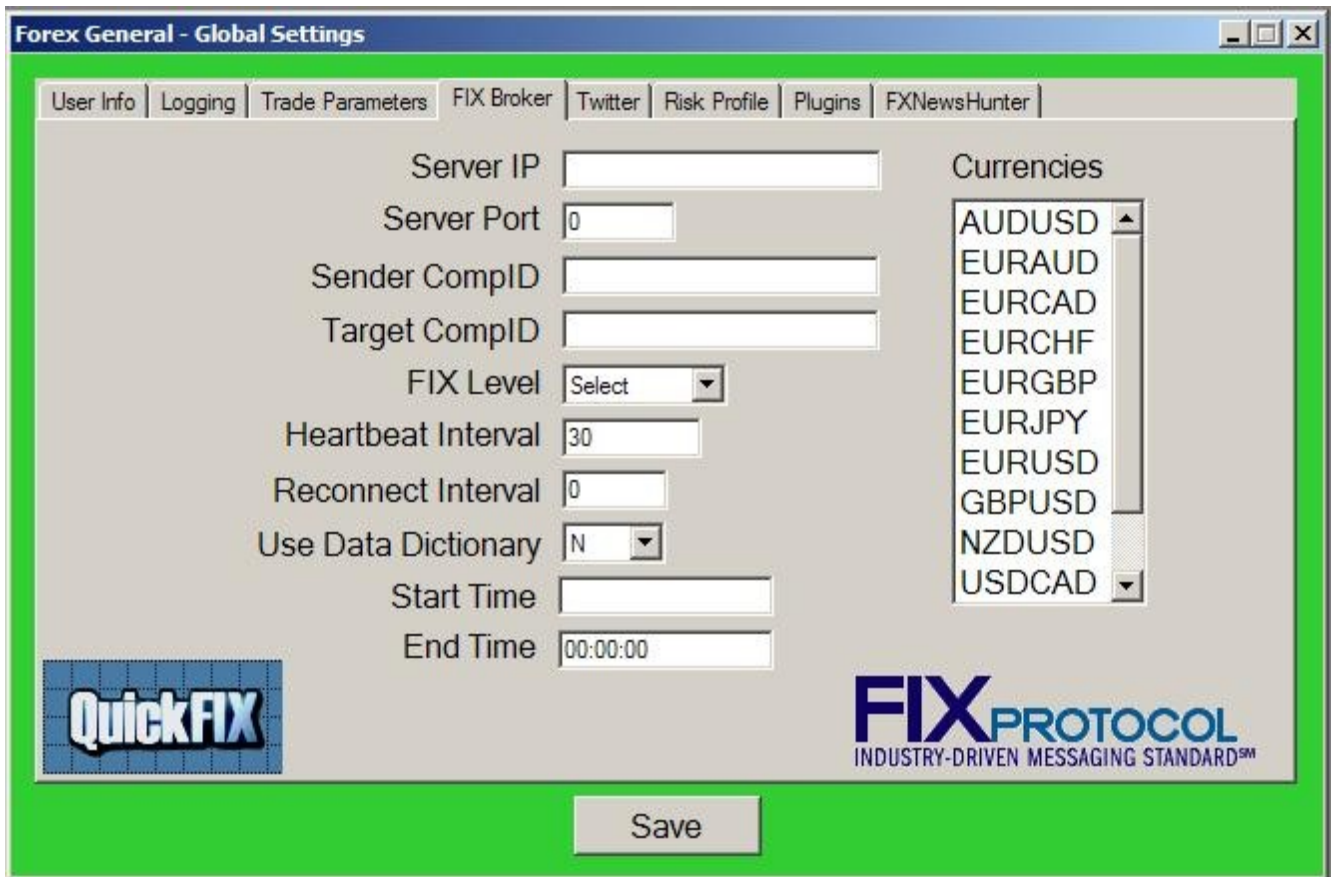 Forex General - Global Settings
User Info Logging Trade Parameters FIX Broker Twitter Risk Profile Plugins FXNewsHunter
Server IP
Server Port 0
Sender CompID
Target CompID
FIX Level Select
Heartbeat Interval 30
Reconnect Interval 0
Use Data Dictionary N
Start Time
End Time 00:00:00
Currencies
AUDUSD
EURAUD
EURCAD
EURCHF
EURGBP
EURJPY
EURUSD
GBPUSD
NZDUSD
USDCAD
QuickFIX
FIX PROTOCOL
INDUSTRY-DRIVEN MESSAGING STANDARD℠
Save